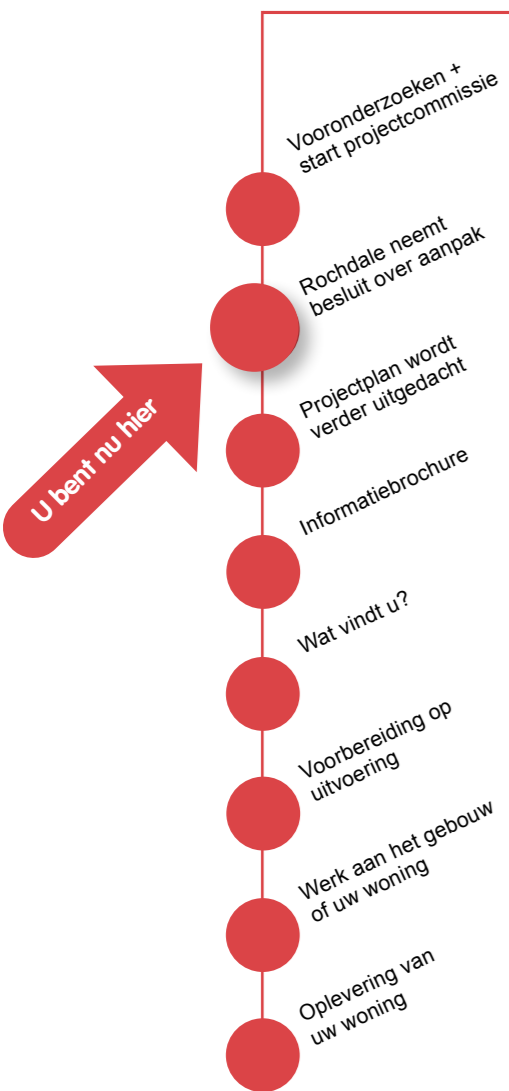 Vooronderzoeken +
start projectcommissie
Rochdale neemt
besluit over aanpak
Projectplan wordt
verder uitgedacht
U bent nu hier
Informatiebrochure
Wat vindt u?
Voorbereiding op
uitvoering
Werk aan het gebouw
of uw woning
Oplevering van
uw woning